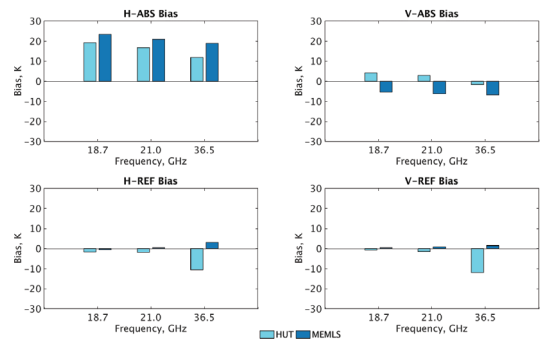 H-ABS Bias
30
20
10
0
−10
−20
−30
Bias, K
18.7 21.0 36.5
Frequency, GHz
V-ABS Bias
30
20
10
0
−10
−20
−30
Bias, K
18.7 21.0 36.5
Frequency, GHz
H-REF Bias
30
20
10
0
−10
−20
−30
Bias, K
18.7 21.0 36.5
Frequency, GHz
V-REF Bias
30
20
10
0
−10
−20
−30
Bias, K
18.7 21.0 36.5
Frequency, GHz
HUT MEMLS